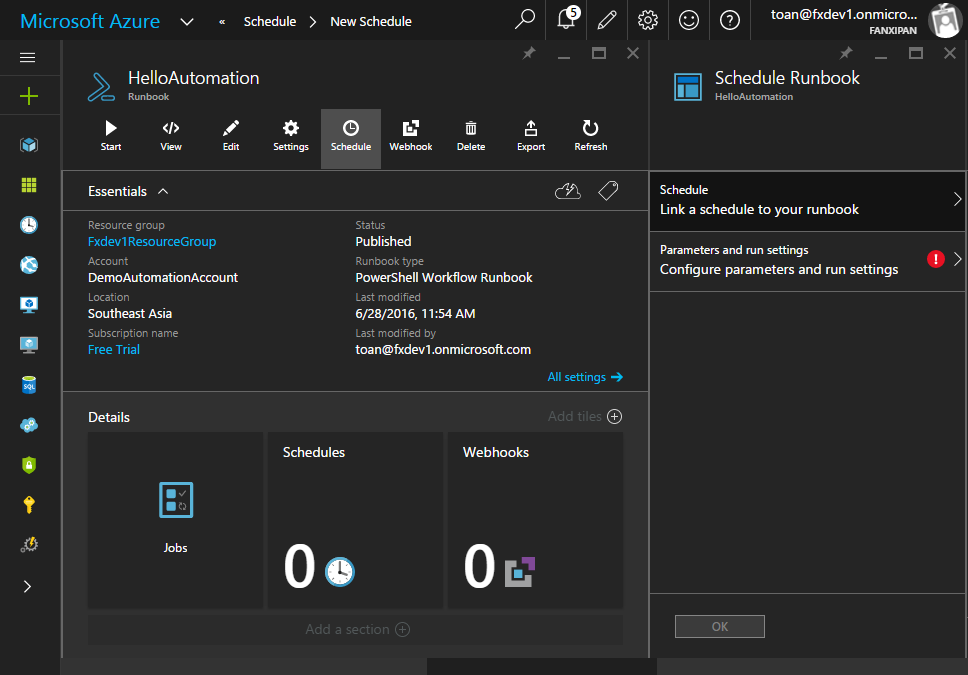 Microsoft Azure
« Schedule > New Schedule
5
toan@fxdev1.onmicro...
FANXIPAN
HelloAutomation
Runbook
Start
View
Edit
Settings
Schedule
Webhook
Delete
Export
Refresh
Essentials
Resource group
Fxdev1ResourceGroup
Account
DemoAutomationAccount
Location
Southeast Asia
Subscription name
Free Trial
Status
Published
Runbook type
PowerShell Workflow Runbook
Last modified
6/28/2016, 11:54 AM
Last modified by
toan@fxdev1.onmicrosoft.com
All settings →
Details
Add tiles
Jobs
Schedules
0
Webhooks
0
Add a section
SQL
Schedule Runbook
HelloAutomation
Schedule
Link a schedule to your runbook
Parameters and run settings
Configure parameters and run settings
!
OK